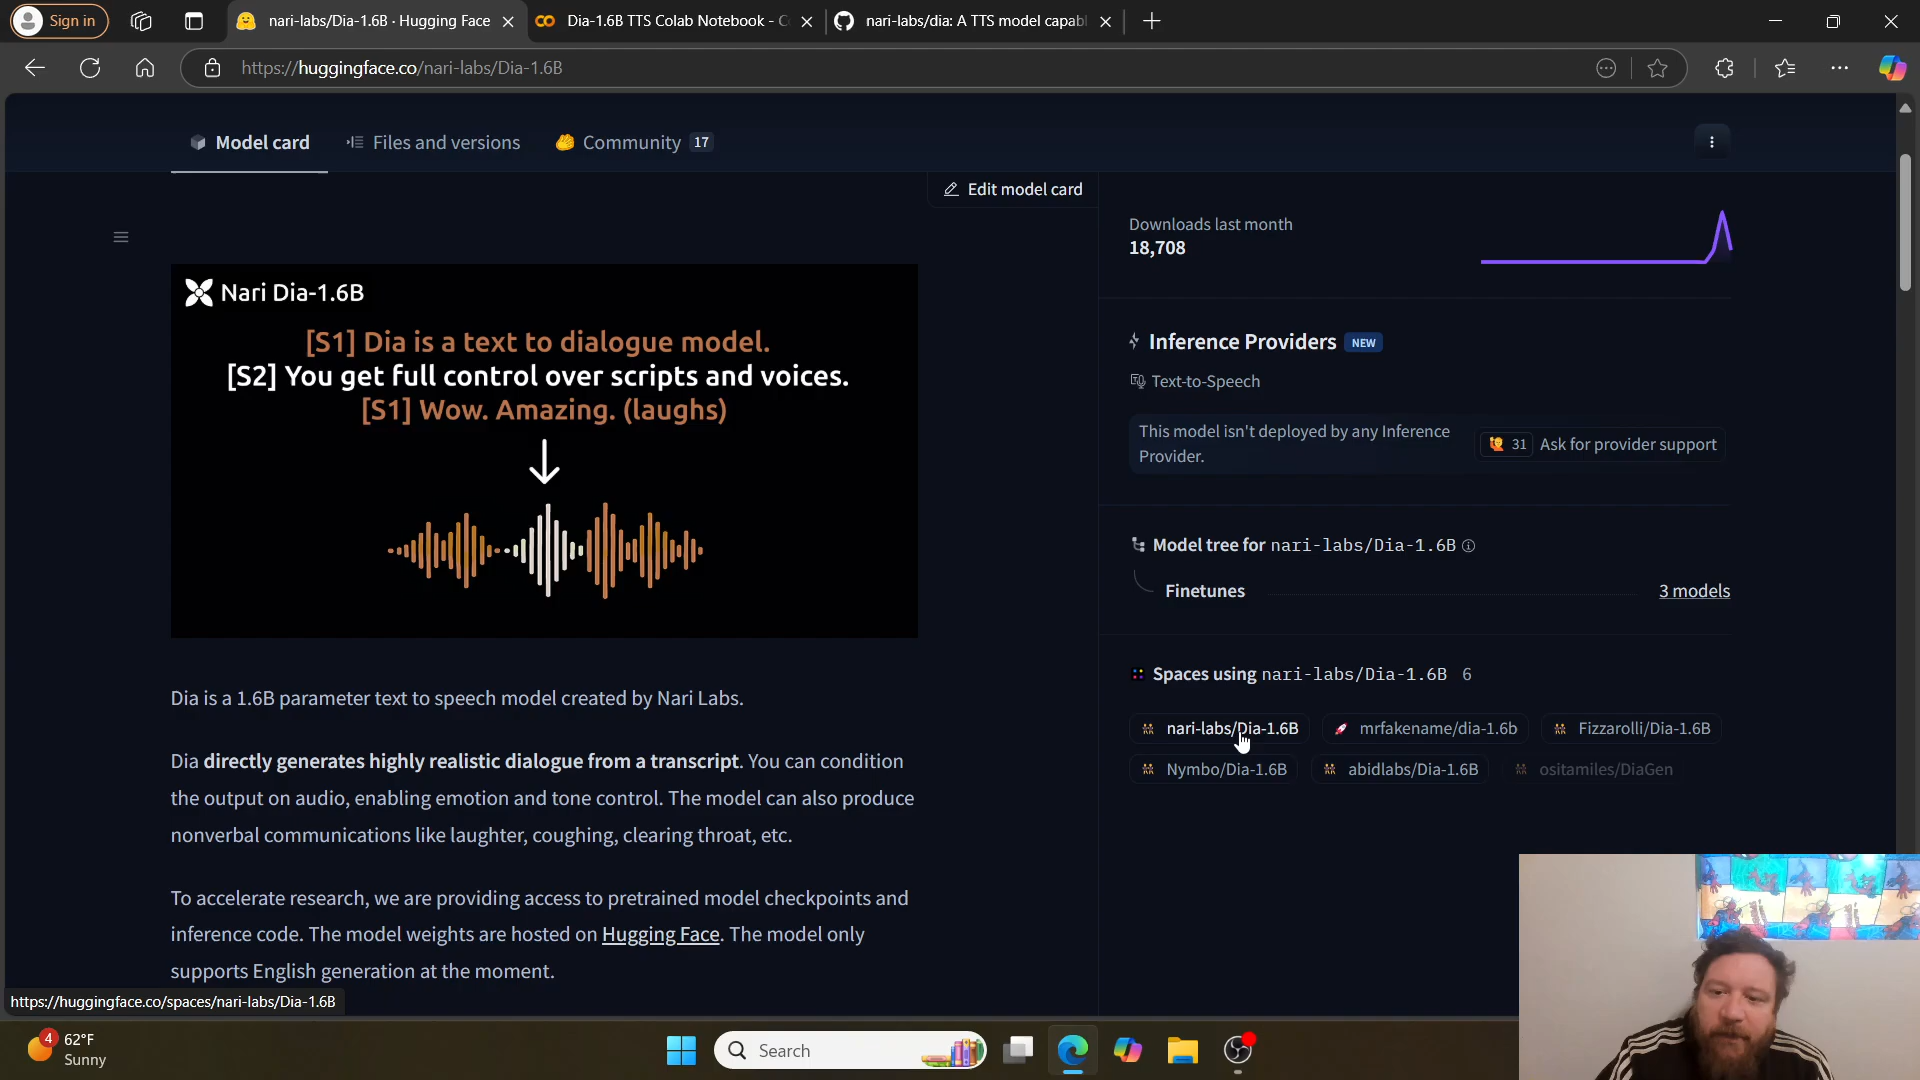 Sign in
nari-labs/Dia-1.6B · Hugging Face
Dia-1.6B TTS Colab Notebook - C
nari-labs/dia: A TTS model capabl
https://huggingface.co/nari-labs/Dia-1.6B
Model card
Files and versions
Community 17
Edit model card
Nari Dia-1.6B
[S1] Dia is a text to dialogue model.
[S2] You get full control over scripts and voices.
[S1] Wow. Amazing. (laughs)
Dia is a 1.6B parameter text to speech model created by Nari Labs.
Dia directly generates highly realistic dialogue from a transcript. You can condition
the output on audio, enabling emotion and tone control. The model can also produce
nonverbal communications like laughter, coughing, clearing throat, etc.
To accelerate research, we are providing access to pretrained model checkpoints and
inference code. The model weights are hosted on Hugging Face. The model only
supports English generation at the moment.
Downloads last month
18,708
Inference Providers NEW
Text-to-Speech
This model isn't deployed by any Inference
Provider.
31 Ask for provider support
Model tree for nari-labs/Dia-1.6B
Finetunes
3 models
Spaces using nari-labs/Dia-1.6B 6
nari-labs/Dia-1.6B
mrfakename/dia-1.6b
Fizzarolli/Dia-1.6B
Nymbo/Dia-1.6B
abidlabs/Dia-1.6B
ositamiles/DiaGen
https://huggingface.co/spaces/nari-labs/Dia-1.6B
4
62°F
Sunny
Search